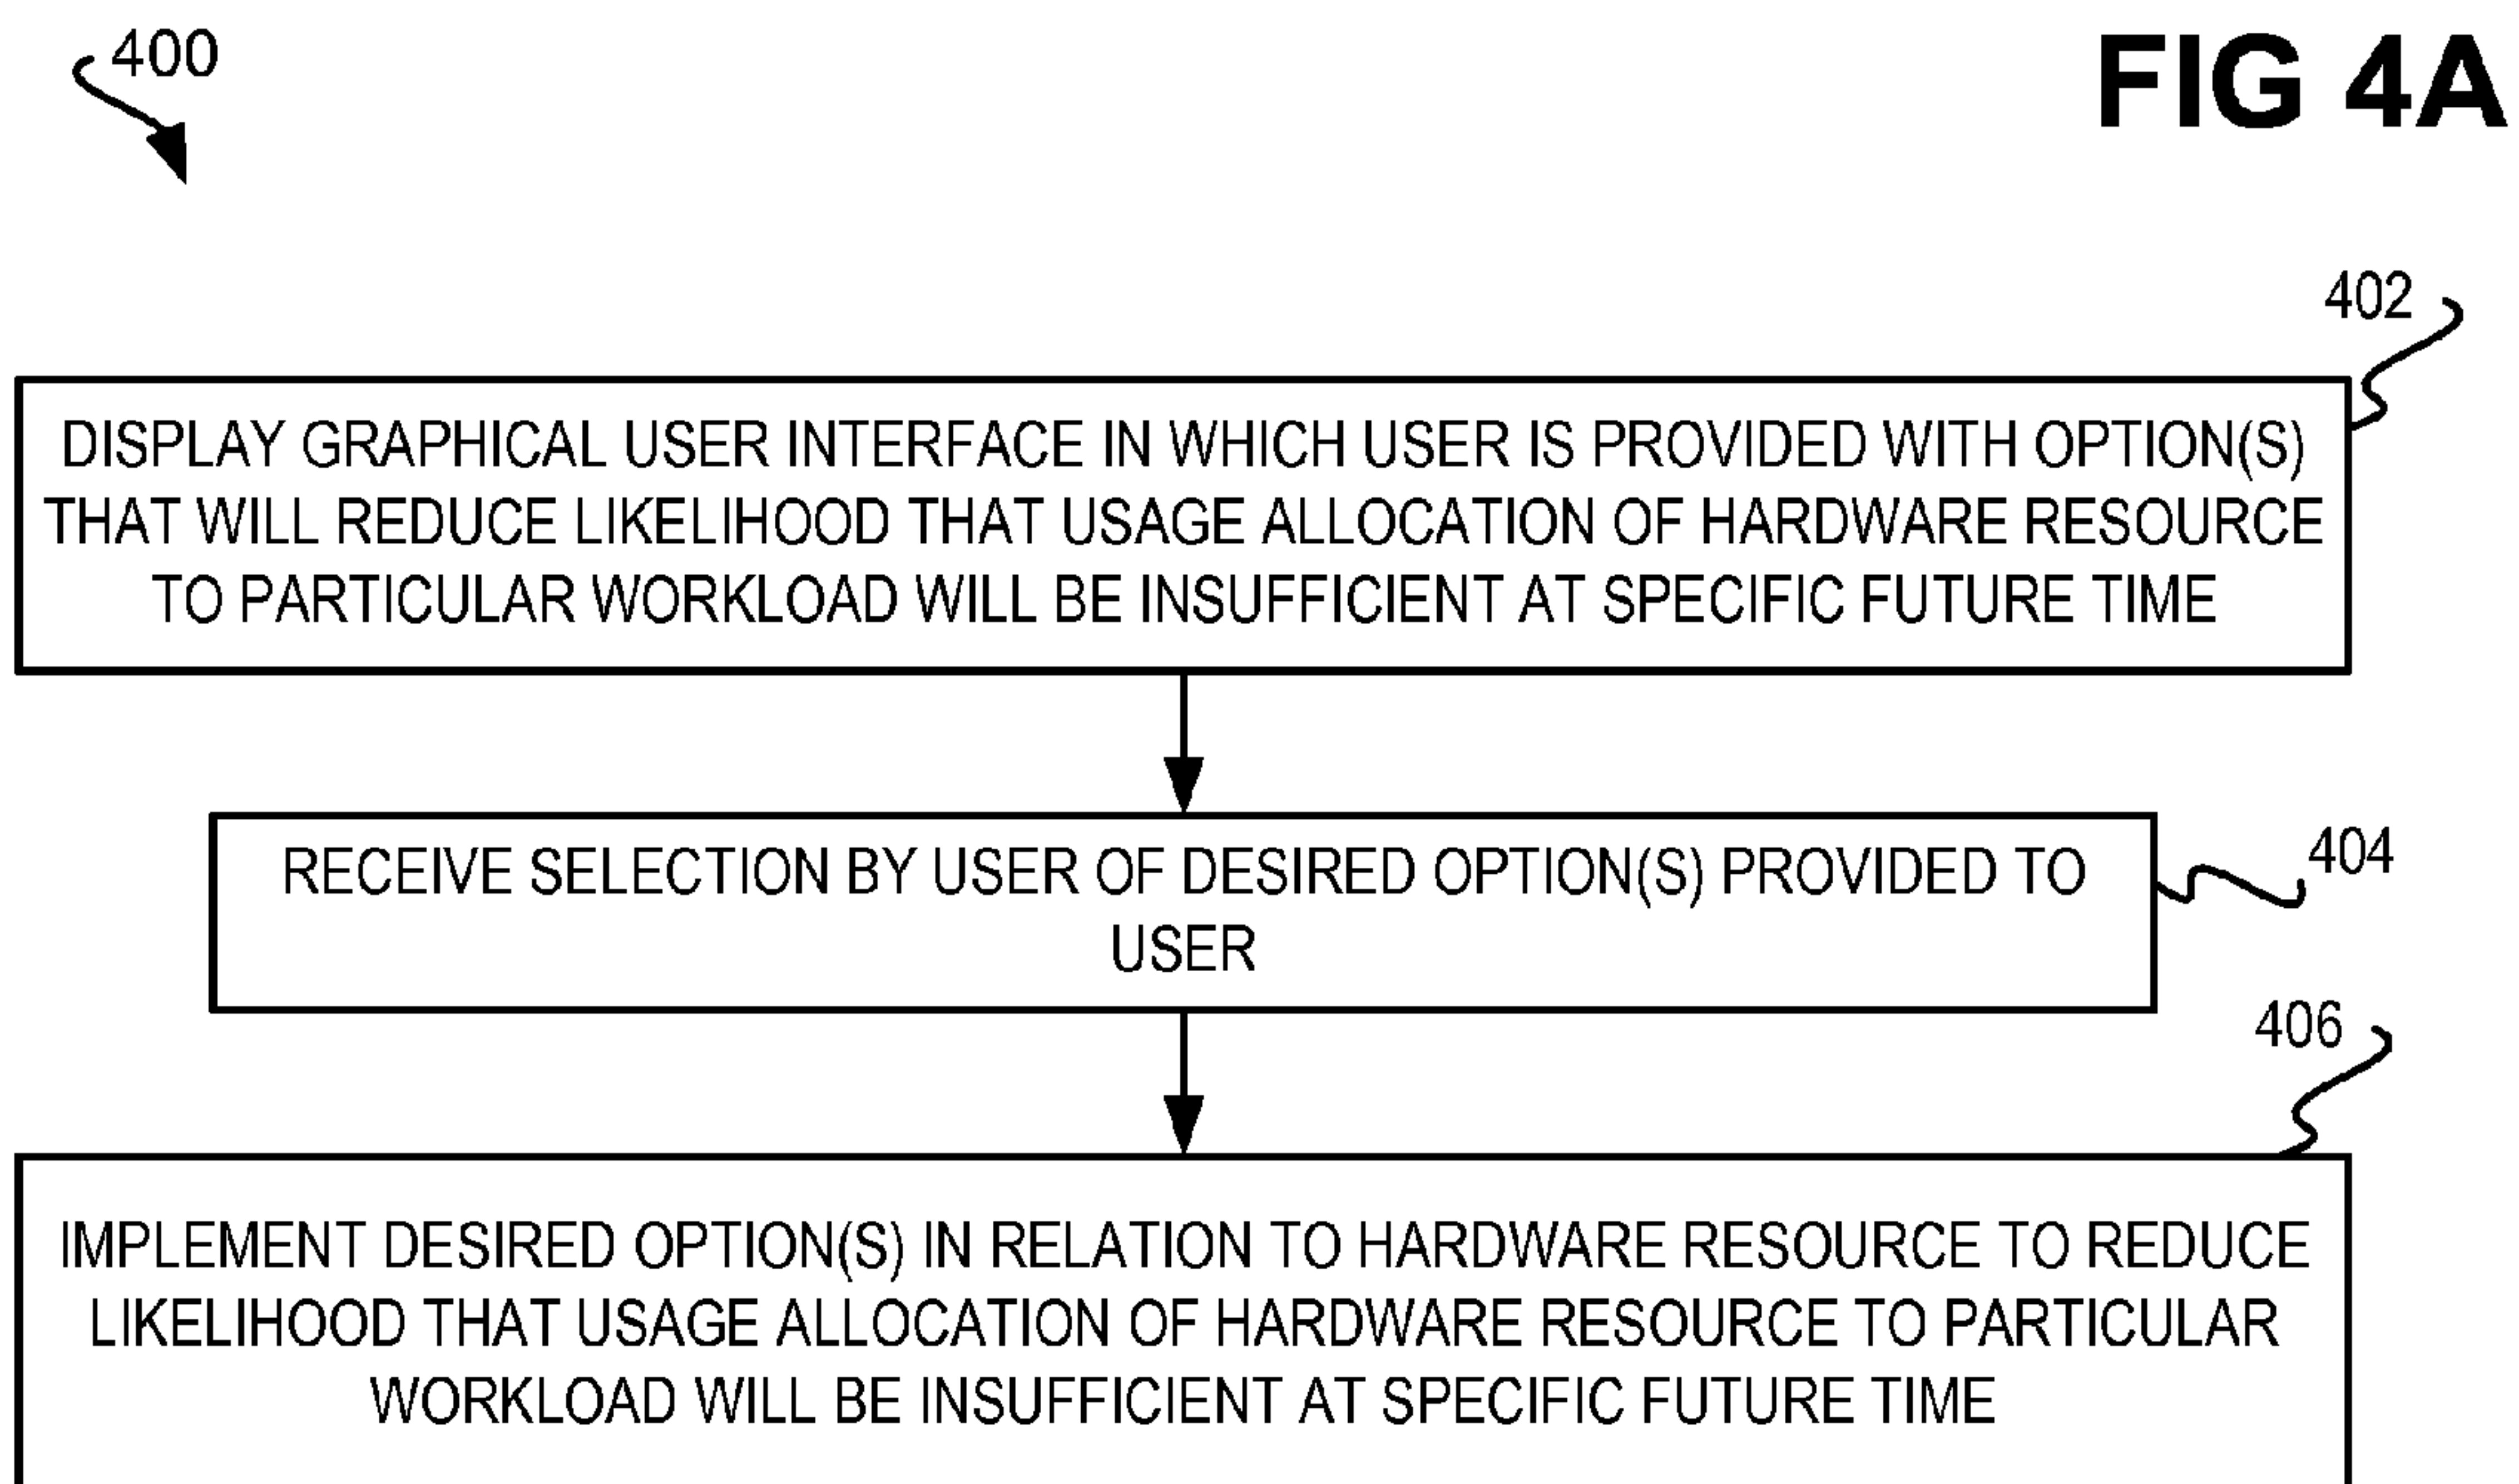 400
FIG 4A
402
DISPLAY GRAPHICAL USER INTERFACE IN WHICH USER IS PROVIDED WITH OPTION(S)
THAT WILL REDUCE LIKELIHOOD THAT USAGE ALLOCATION OF HARDWARE RESOURCE
TO PARTICULAR WORKLOAD WILL BE INSUFFICIENT AT SPECIFIC FUTURE TIME
404
RECEIVE SELECTION BY USER OF DESIRED OPTION(S) PROVIDED TO
USER
406
IMPLEMENT DESIRED OPTION(S) IN RELATION TO HARDWARE RESOURCE TO REDUCE
LIKELIHOOD THAT USAGE ALLOCATION OF HARDWARE RESOURCE TO PARTICULAR
WORKLOAD WILL BE INSUFFICIENT AT SPECIFIC FUTURE TIME